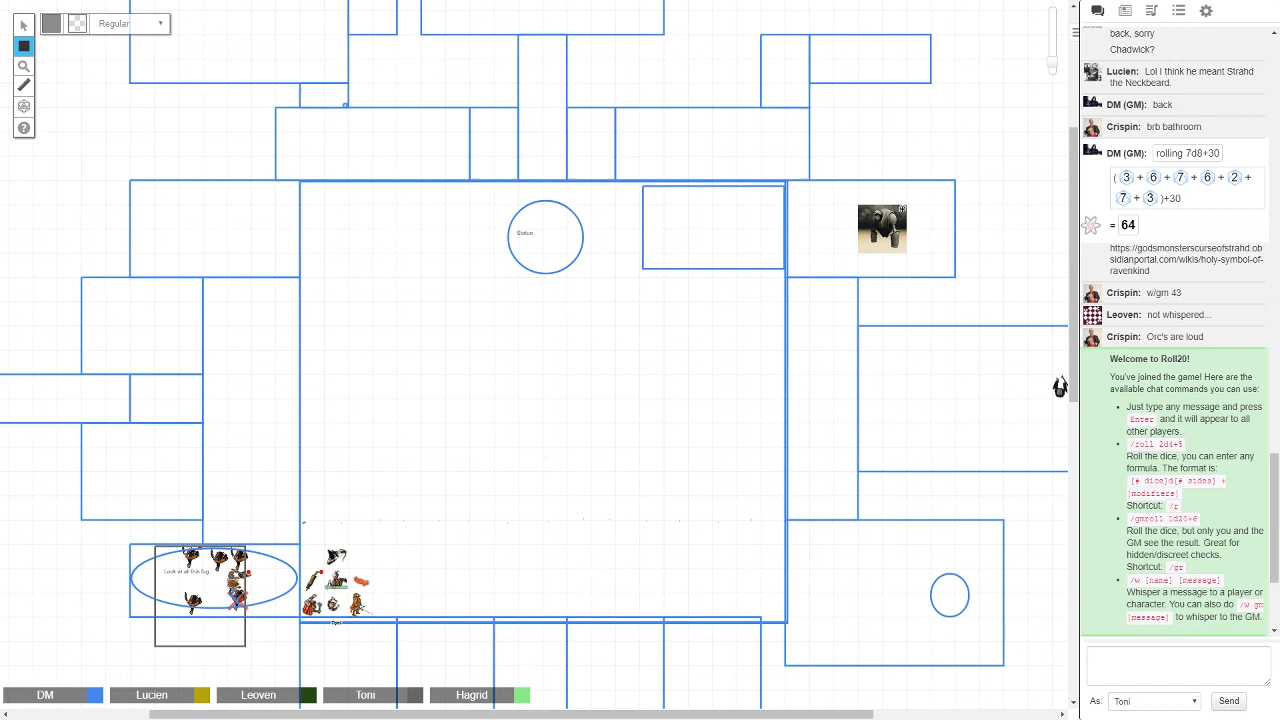 Regular
back, sorry
Chadwick?
Lucien: Lol I think he meant Strahd
the Neckbeard.
DM (GM): back
Crispin: brb bathroom
DM (GM): rolling 7d8+30
( 3 + 6 + 7 + 6 + 2 +
7 + 3 )+30
= 64
https://godsmonsterscurseofstrahd.ob
sidianportal.com/wikis/holy-symbol-of-
ravenkind
Crispin: w/gm 43
Leoven: not whispered...
Crispin: Orc's are loud
Welcome to Roll20!
You've joined the game! Here are the
available chat commands you can use:
Just type any message and press
Enter and it will appear to all
other players.
/roll 2d4+5
Roll the dice, you can enter any
formula. The format is:
[# dice]d[# sides] +
[modifiers]
Shortcut: /r
/gmroll 1d20+6
Roll the dice, but only you and the
GM see the result. Great for
hidden/discreet checks.
Shortcut: /gr
/w [name] [message]
Whisper a message to a player or
character. You can also do /w gm
[message] to whisper to the GM.
As: Toni
Send
Statue
Look at all this fog
Toni
DM
Lucien
Leoven
Toni
Hagrid